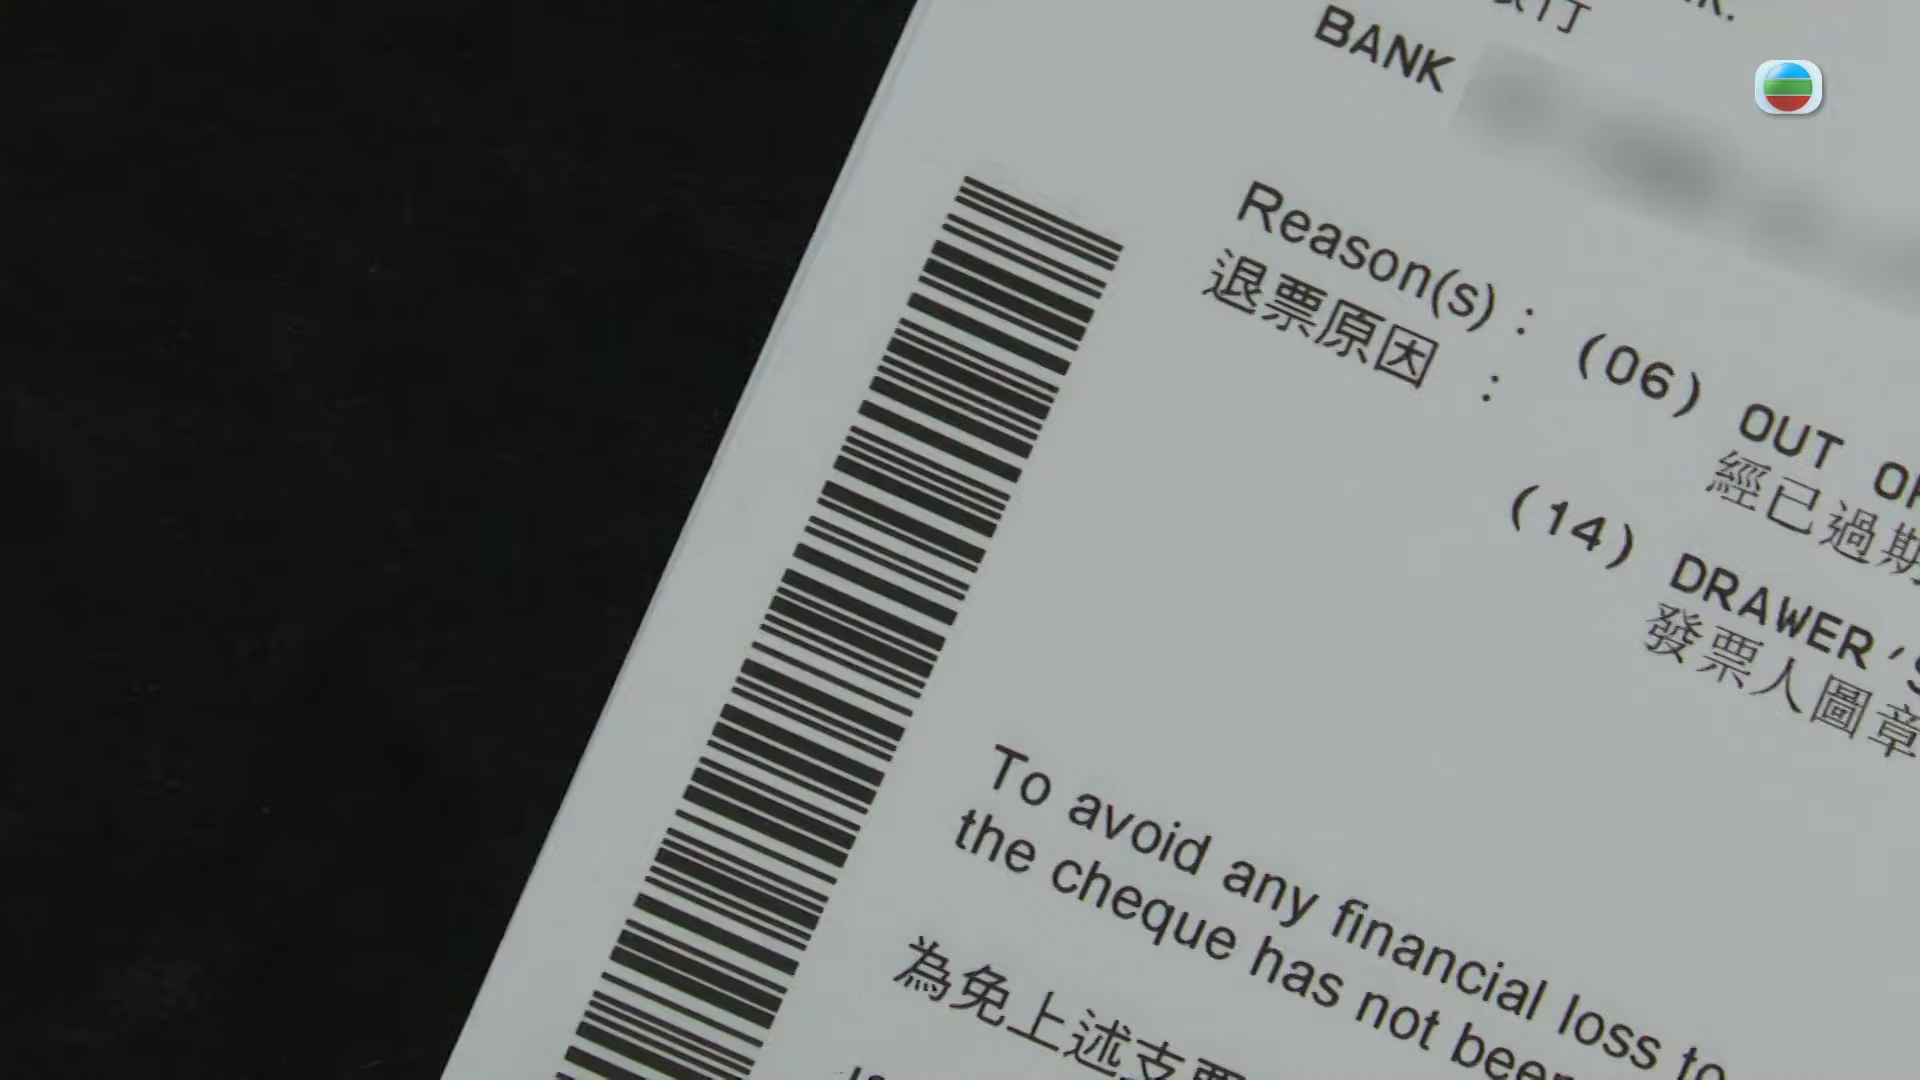 BANK
Reason(s) : (06) OUT
退票原因 : 經已過期
(14) DRAWER'S
發票人圖章
To avoid any financial loss to
the cheque has not been
為免上述支票